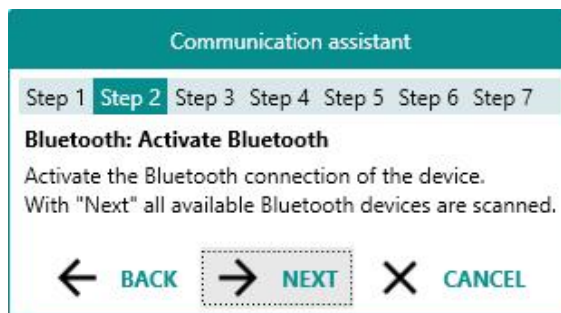 Communication assistant
Step 1 Step 2 Step 3 Step 4 Step 5 Step 6 Step 7
Bluetooth: Activate Bluetooth
Activate the Bluetooth connection of the device.
With "Next" all available Bluetooth devices are scanned.
BACK NEXT CANCEL